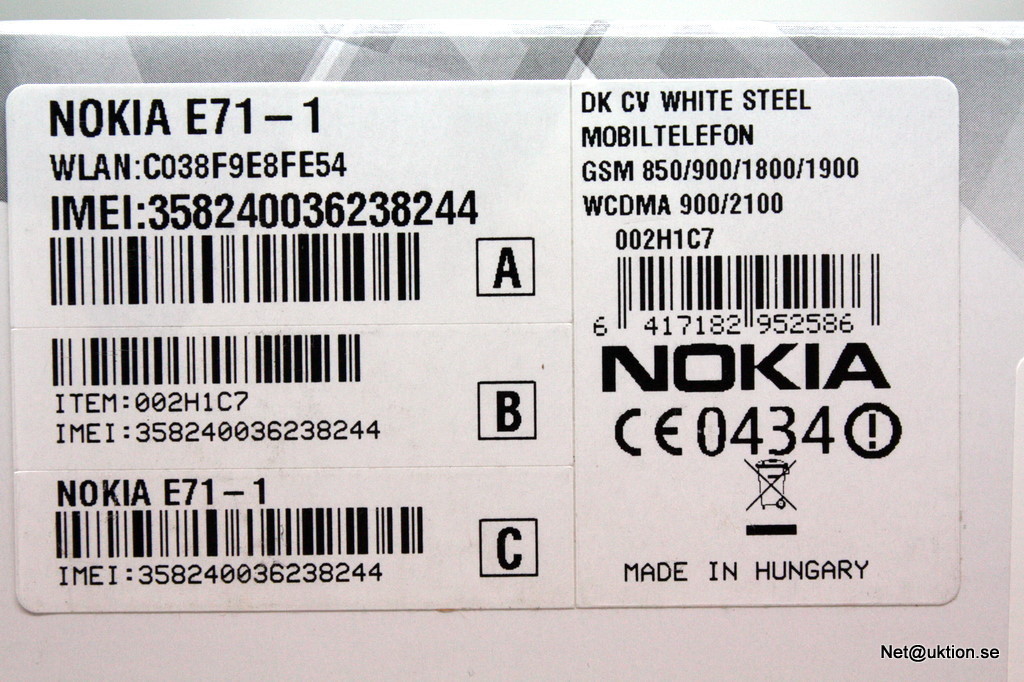 NOKIA E71-1
WLAN:C038F9E8FE54
IMEI:358240036238244
A
ITEM:002H1C7
IMEI:358240036238244
B
NOKIA E71-1
IMEI:358240036238244
C
DK CV WHITE STEEL
MOBILTELEFON
GSM 850/900/1800/1900
WCDMA 900/2100
002H1C7
6 417182 952586
NOKIA
CE0434
MADE IN HUNGARY
Net@uktion.se